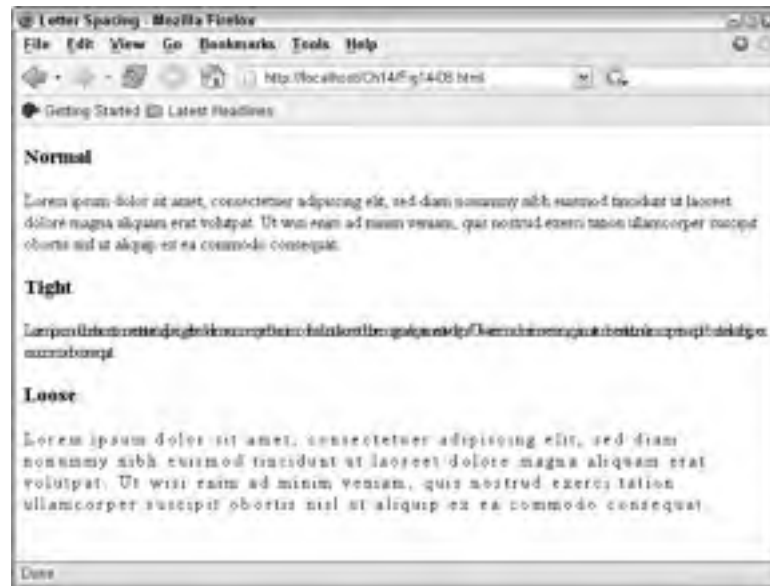 Letter Spacing - Mozilla Firefox
File Edit View Go Bookmarks Tools Help
http://localhost/Ch14/Fig14-08.html
Getting Started Latest Headlines
Normal
Lorem ipsum dolor sit amet, consectetuer adipiscing elit, sed diam nonummy nibh euismod tincidunt ut laoreet
dolore magna aliquam erat volutpat. Ut wisi enim ad minim veniam, quis nostrud exerci tation ullamcorper suscipit
obortis nisl ut aliquip ex ea commodo consequat.
Tight
Loose
Lorem ipsum dolor sit amet, consectetuer adipiscing elit, sed diam
nonummy nibh euismod tincidunt ut laoreet dolore magna aliquam erat
volutpat. Ut wisi enim ad minim veniam, quis nostrud exerci tation
ullamcorper suscipit obortis nisl ut aliquip ex ea commodo consequat.
Done